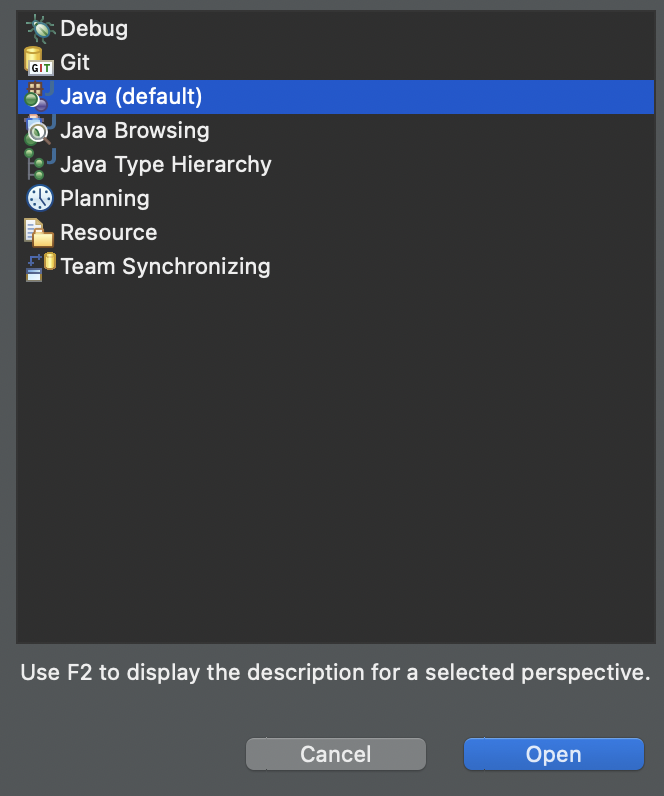 Debug
GIT Git
Java (default)
Java Browsing
Java Type Hierarchy
Planning
Resource
Team Synchronizing
Use F2 to display the description for a selected perspective.
Cancel Open